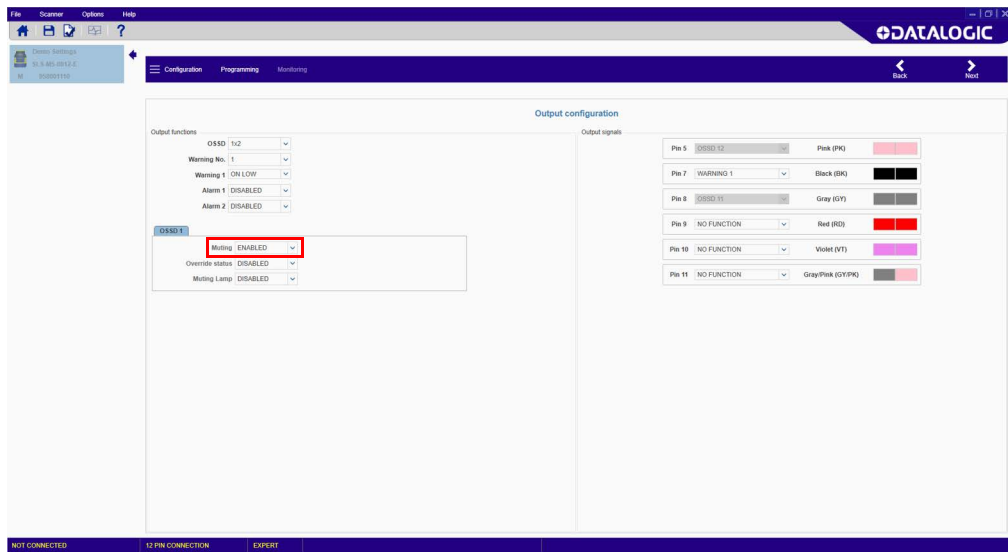 File Scanner Options Help
?
DATALOGIC
Demo Settings
SLS-M5-0612-E
M
Configuration Programming Monitoring
Back Next
Output configuration
Output functions
OSSD 1x2
Warning No. 1
Warning 1 ON LOW
Alarm 1 DISABLED
Alarm 2 DISABLED
OSSD 1
Muting ENABLED
Override status DISABLED
Muting Lamp DISABLED
Output signals
Pin 5 OSSD 12 Pink (PK)
Pin 7 WARNING 1 Black (BK)
Pin 8 OSSD 11 Gray (GY)
Pin 9 NO FUNCTION Red (RD)
Pin 10 NO FUNCTION Violet (VT)
Pin 11 NO FUNCTION Gray/Pink (GY/PK)
NOT CONNECTED 12 PIN CONNECTION EXPERT